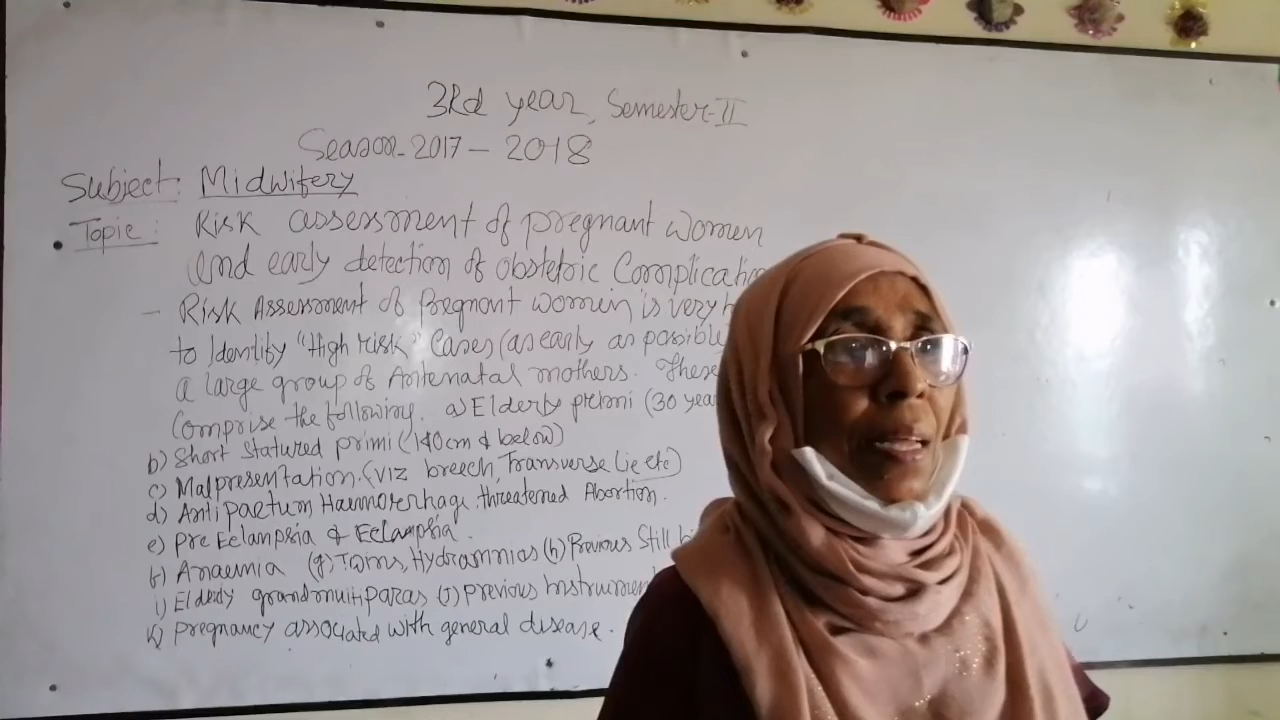 3Rd year, Semester-II
Season-2017-2018
Subject: Midwifery
Topic: Risk assessment of pregnant women
and early detection of obstetric Complication
- Risk Assessment of Pregnant women is very
to Identify "High risk" Cases (as early as possible)
a large group of Antenatal mothers. These
Comprise the following. a) Elderly primi (30 year
b) Short Statured primi (140cm & below)
c) Malpresentation. (viz breech, Transverse lie etc)
d) Antipartum Haemorrhage threatened Abortion.
e) Pre Eclampsia & Eclampsia.
f) Anaemia (g) Twins, Hydramnios (h) Previous Still
i) Elderly grandmultiparas (J) Previous Instrument
k) Pregnancy associated with general disease.